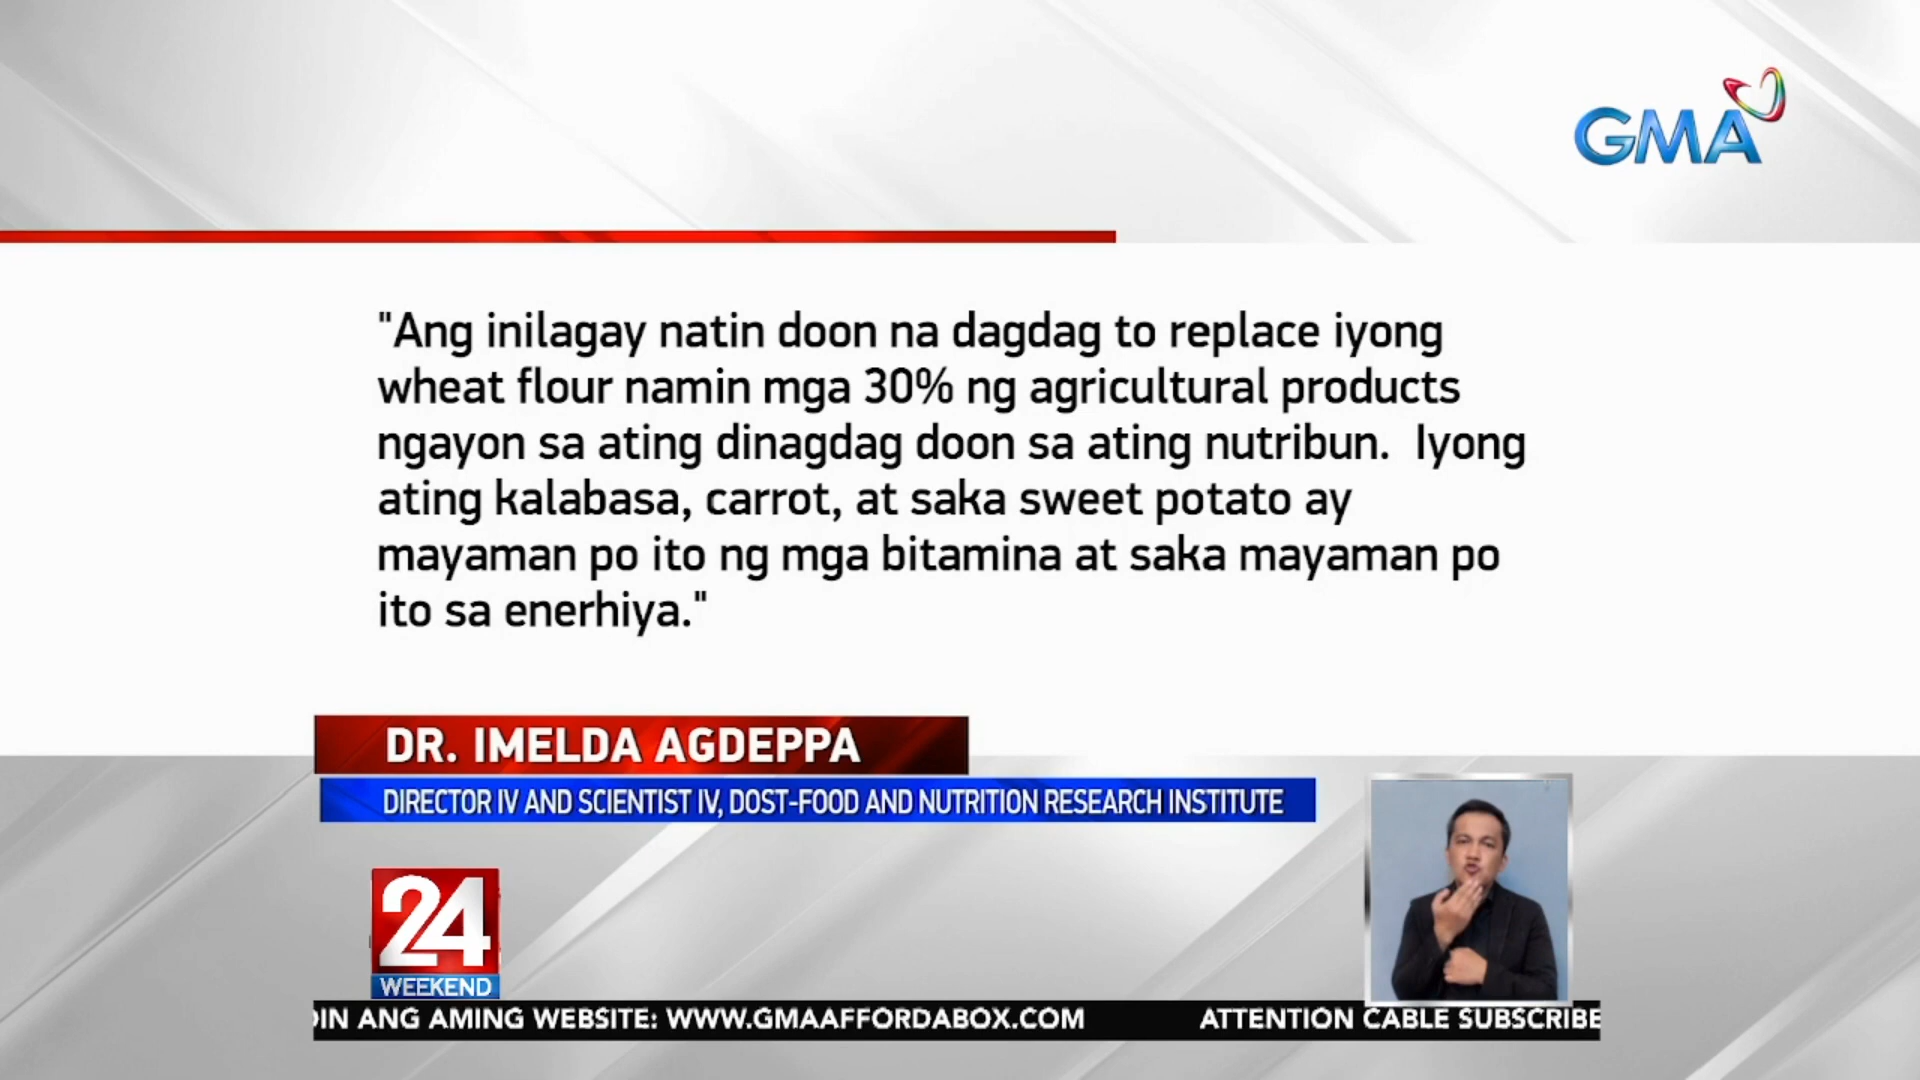 GMA
"Ang inilagay natin doon na dagdag to replace iyong
wheat flour namin mga 30% ng agricultural products
ngayon sa ating dinagdag doon sa ating nutribun. Iyong
ating kalabasa, carrot, at saka sweet potato ay
mayaman po ito ng mga bitamina at saka mayaman po
ito sa enerhiya."
DR. IMELDA AGDEPPA
DIRECTOR IV AND SCIENTIST IV, DOST-FOOD AND NUTRITION RESEARCH INSTITUTE
24
WEEKEND
ANG AMING WEBSITE: WWW.GMAAFFORDABOX.COM ATTENTION CABLE SUBSCRIBE